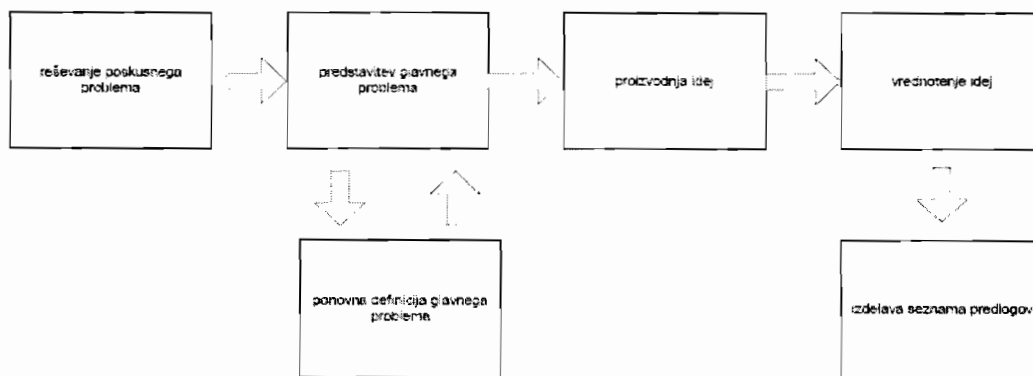 reševanje poskusnega
problema
predstavitev glavnega
problema
proizvodnja idej
vrednotenje idej
ponovna definicija glavnega
problema
izdelava seznama predlogov